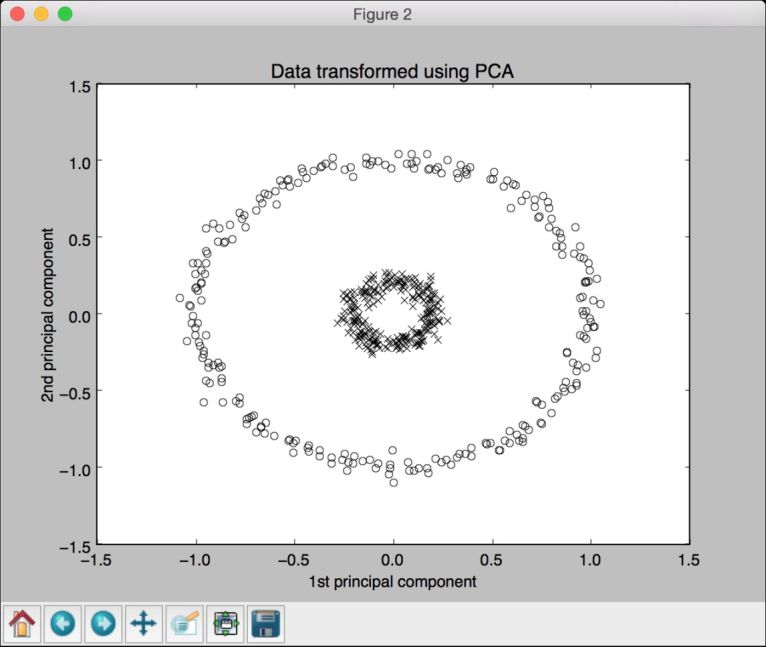 Figure 2
Data transformed using PCA
1.5
1.0
0.5
0.0
−0.5
−1.0
−1.5
2nd principal component
−1.5 −1.0 −0.5 0.0 0.5 1.0 1.5
1st principal component